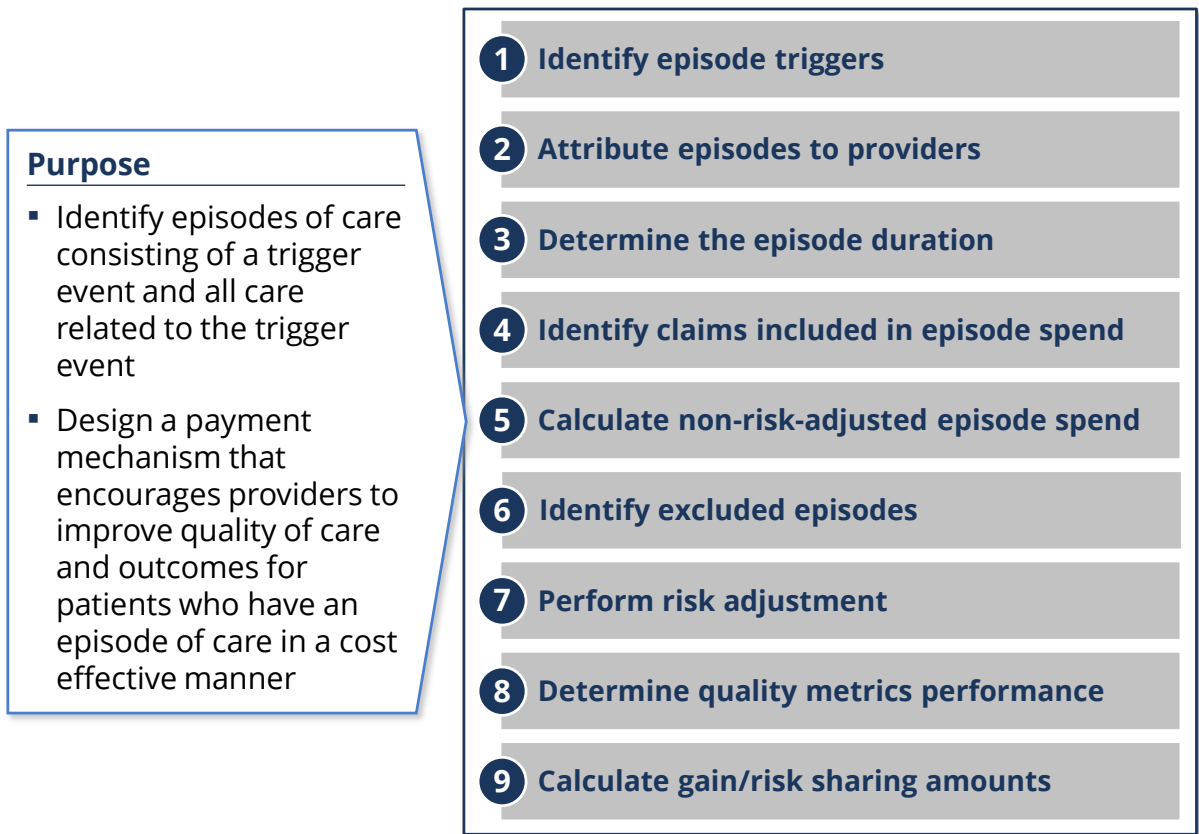 Purpose
▪ Identify episodes of care
consisting of a trigger
event and all care
related to the trigger
event
▪ Design a payment
mechanism that
encourages providers to
improve quality of care
and outcomes for
patients who have an
episode of care in a cost
effective manner
1 Identify episode triggers
2 Attribute episodes to providers
3 Determine the episode duration
4 Identify claims included in episode spend
5 Calculate non-risk-adjusted episode spend
6 Identify excluded episodes
7 Perform risk adjustment
8 Determine quality metrics performance
9 Calculate gain/risk sharing amounts